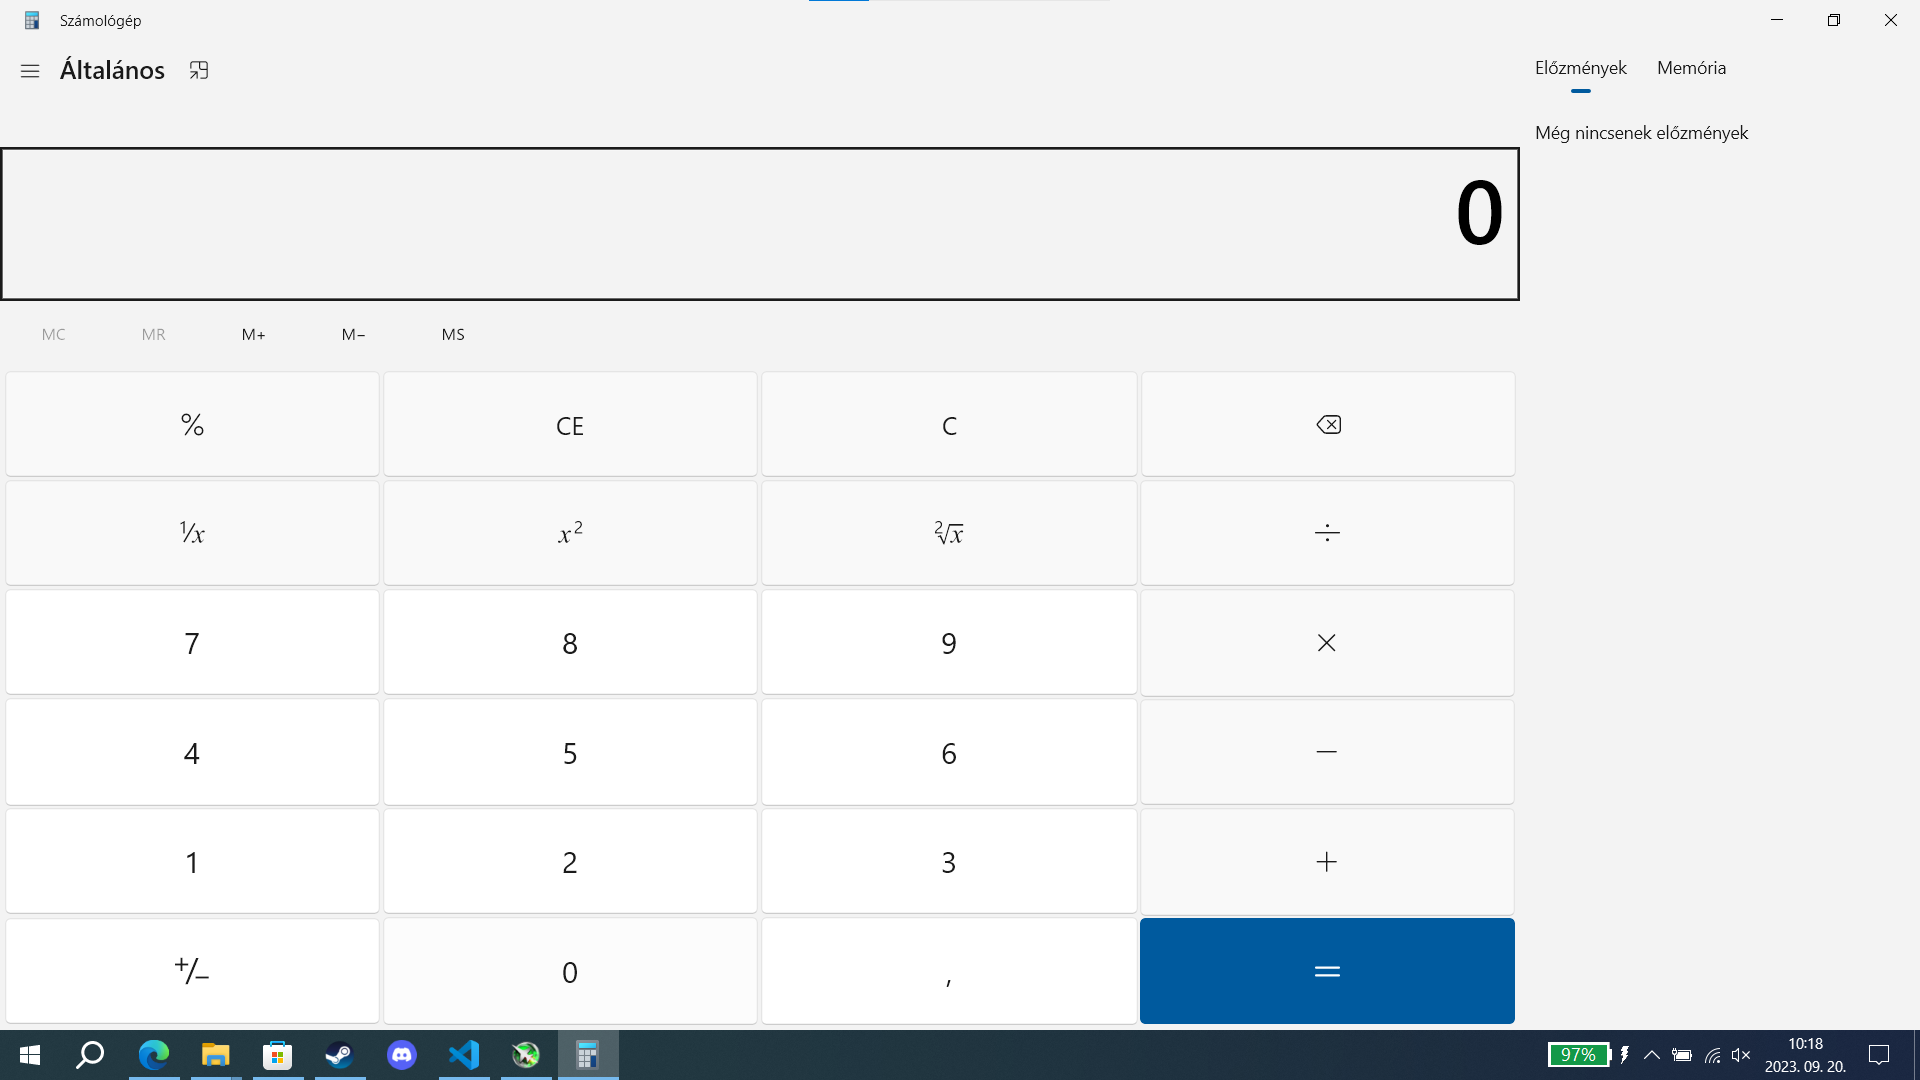 Számológép
Általános
Előzmények Memória
Még nincsenek előzmények
0
MC MR M+ M− MS
% CE C
1/x x² ²√x ÷
7 8 9 ×
4 5 6 −
1 2 3 +
+/− 0 , =
97%
10:18
2023. 09. 20.